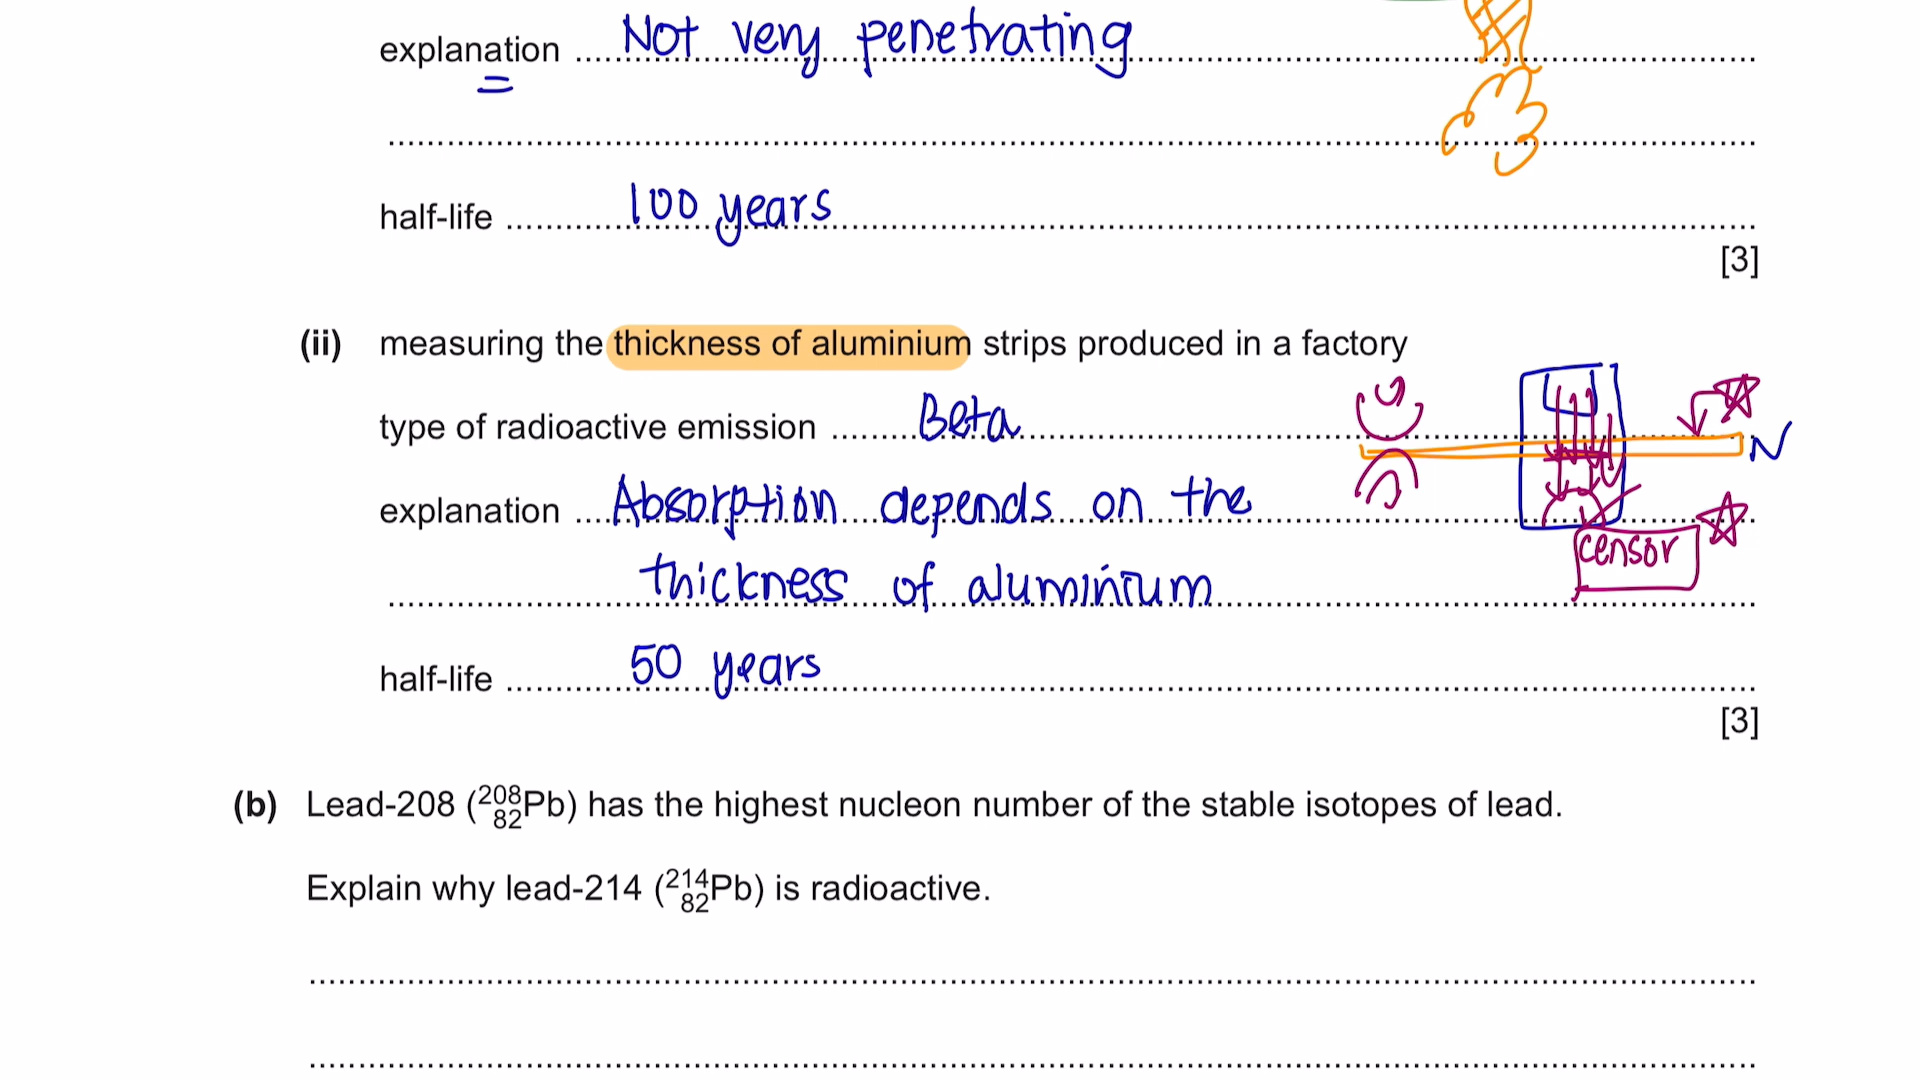 explanation Not very penetrating
half-life 100 years
[3]
(ii) measuring the thickness of aluminium strips produced in a factory
type of radioactive emission Beta
N
explanation Absorption depends on the
censor
thickness of aluminium
half-life 50 years
[3]
(b) Lead-208 (²⁰⁸₈₂Pb) has the highest nucleon number of the stable isotopes of lead.
Explain why lead-214 (²¹⁴₈₂Pb) is radioactive.